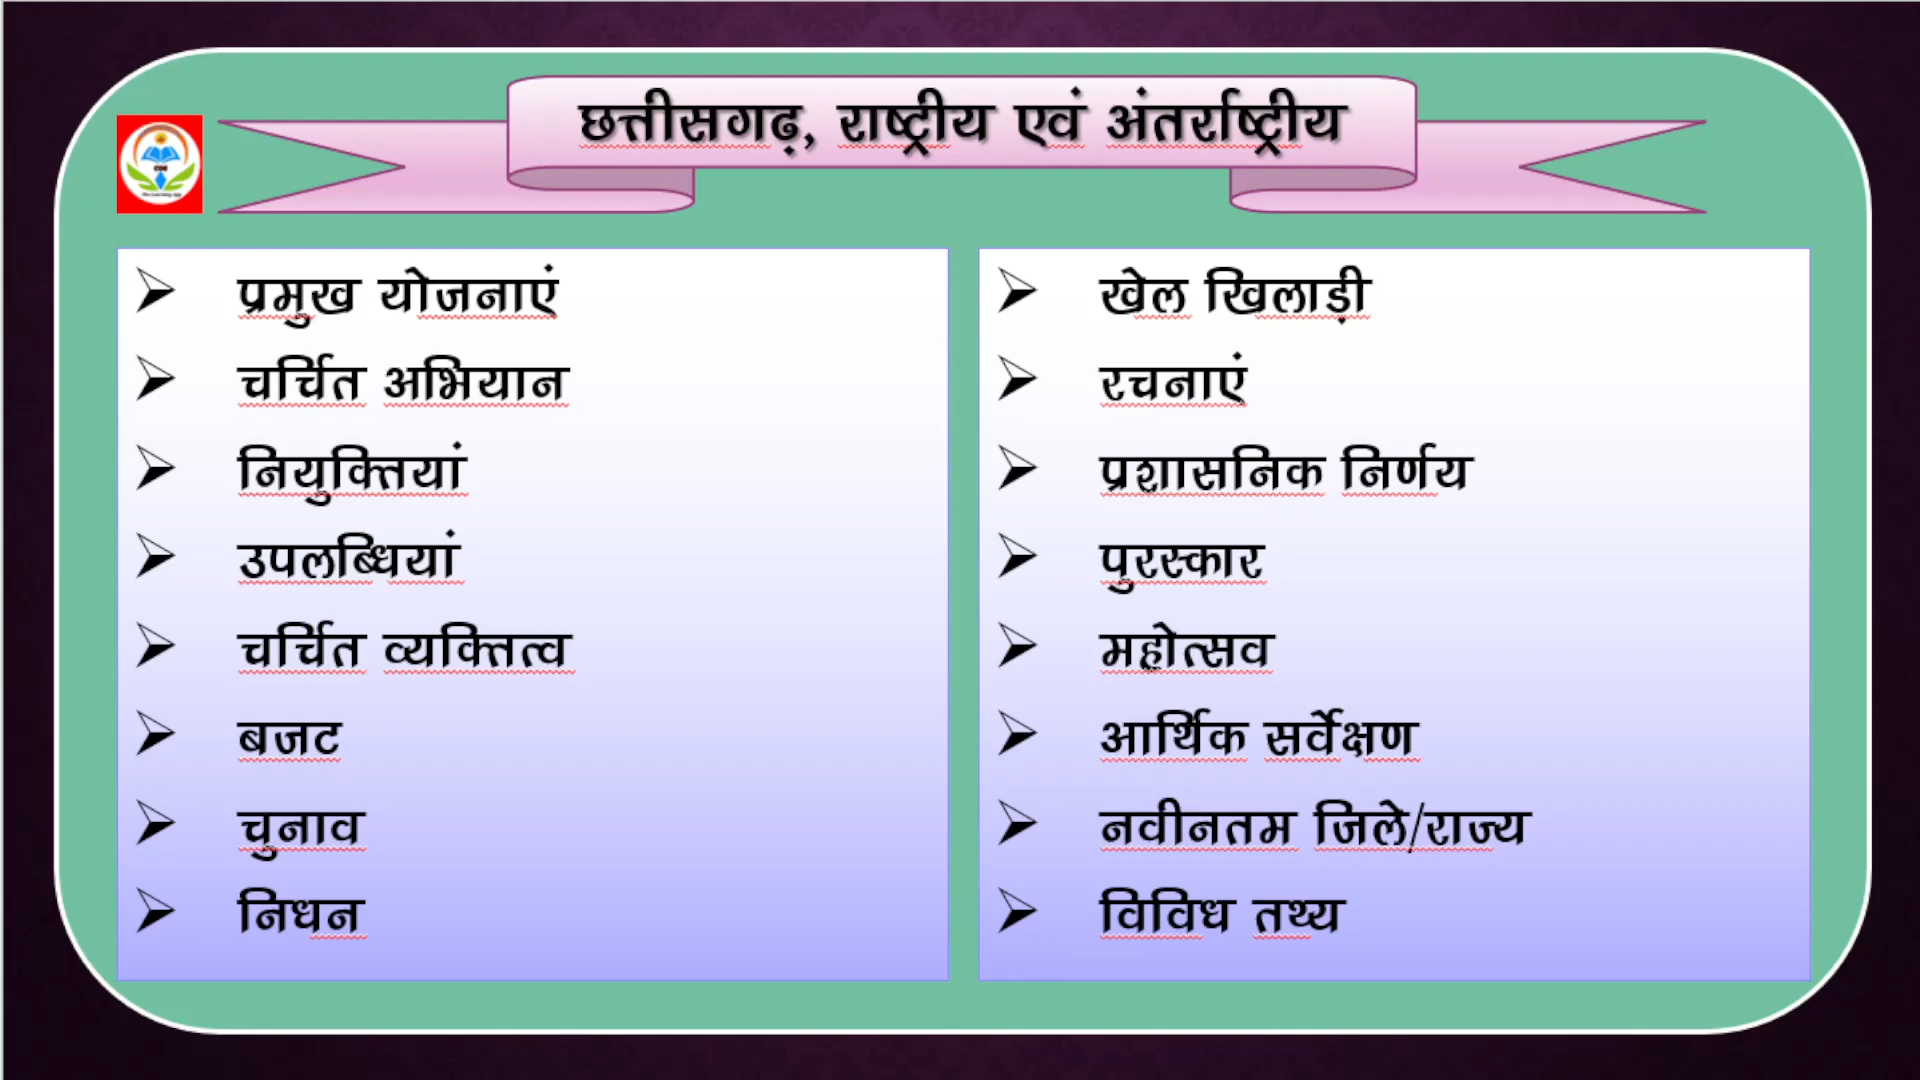 छत्तीसगढ़, राष्ट्रीय एवं अंतर्राष्ट्रीय
प्रमुख योजनाएं
चर्चित अभियान
नियुक्तियां
उपलब्धियां
चर्चित व्यक्तित्व
बजट
चुनाव
निधन
खेल खिलाड़ी
रचनाएं
प्रशासनिक निर्णय
पुरस्कार
महोत्सव
आर्थिक सर्वेक्षण
नवीनतम जिले/राज्य
विविध तथ्य